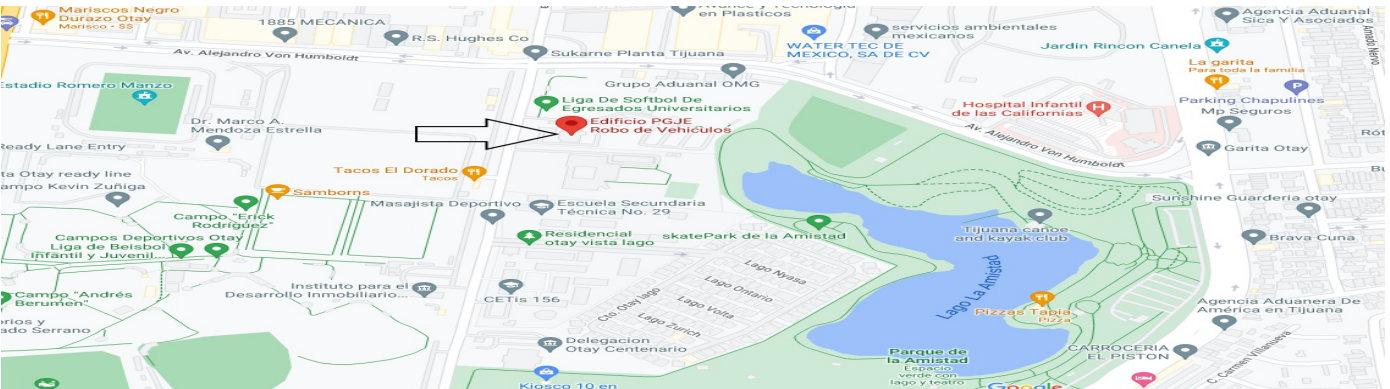 Mariscos Negro
Durazo Otay
Marisco - $$
1885 MECANICA
R.S. Hughes Co
en Plasticos
servicios ambientales
mexicanos
Agencia Aduanal
Sica Y Asociados
Amado Nervo
Av. Alejandro Von Humboldt
Sukarne Planta Tijuana
WATER TEC DE
MEXICO, SA DE CV
Jardin Rincon Canela
La garita
Para toda la familia
Estadio Romero Manzo
Grupo Aduanal OMG
Parking Chapulines
Liga De Softbol De
Egresados Universitarios
Hospital Infantil
de las Californias
Mp Seguros
Dr. Marco A.
Mendoza Estrella
Edificio PGJE
Robo de Vehículos
Av. Alejandro Von Humboldt
Rót
Garita Otay
Ready Lane Entry
ta Otay ready line
Tacos El Dorado
Tacos
Bu
ampo Kevin Zuñiga
Samborns
Masajista Deportivo
Escuela Secundaria
Técnica No. 29
Sunshine Guarderia otay
Campo "Erick
Rodríguez"
Campos Deportivos Otay
Liga de Beisbol
Infantil y Juvenil...
Residencial
otay vista lago
skatePark de la Amistad
Tijuana canoe
and kayak club
Brava Cuna
Lago Nyasa
Lago Ontario
Lago Volta
Lago Zurich
Cto Otay lago
Lago La Amistad
Instituto para el
Desarrollo Inmobiliario...
CETis 156
Campo "Andrés
Berumen"
Pizzas Tapia
Pizza
Agencia Aduanera De
América en Tijuana
rios y
ado Serrano
Delegacion
Otay Centenario
Parque de
la Amistad
Espacio
verde con
lago y teatro
CARROCERIA
EL PISTON
C. Carmen Villanueva
Kiosco 10 en
Google